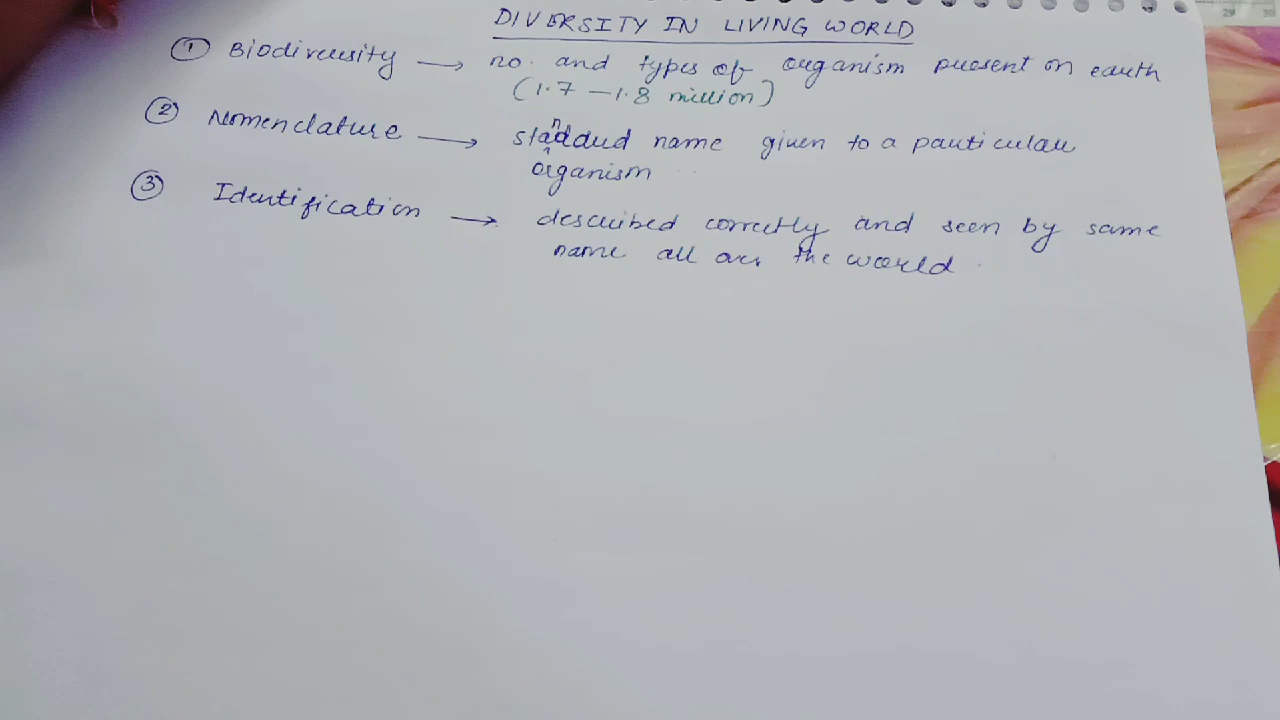 DIVERSITY IN LIVING WORLD
① Biodiversity → no. and types of organism present on earth
(1.7 – 1.8 million)
② Nomenclature → standard name given to a particular
organism
③ Identification → described correctly and seen by same
name all over the world
29 30